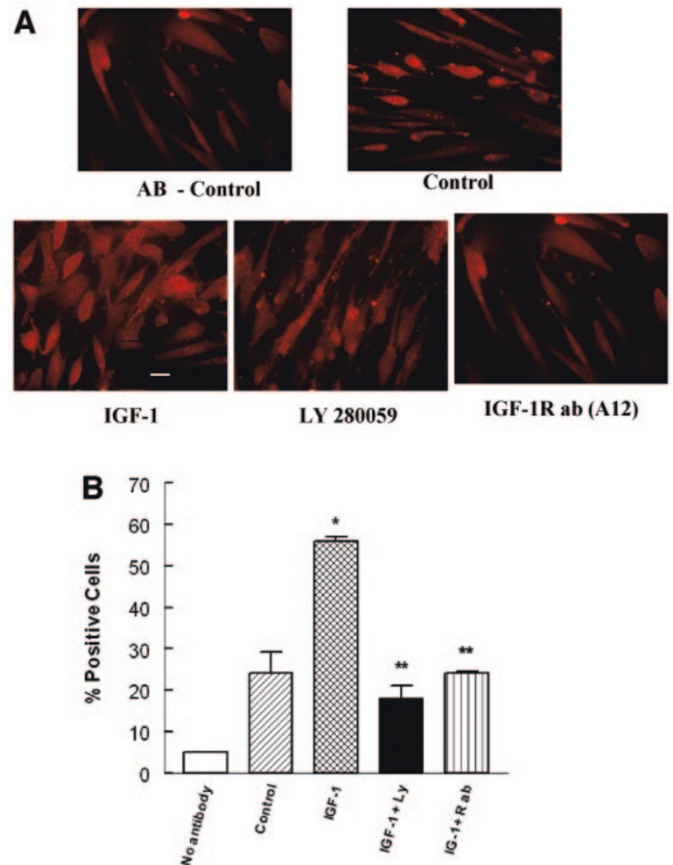 A
AB - Control
Control
IGF-1
LY 280059
IGF-1R ab (A12)
B
% Positive Cells
70
60
50
40
30
20
10
0
*
**
**
No antibody
Control
IGF-1
IGF-1 + Ly
IG-1+ R ab